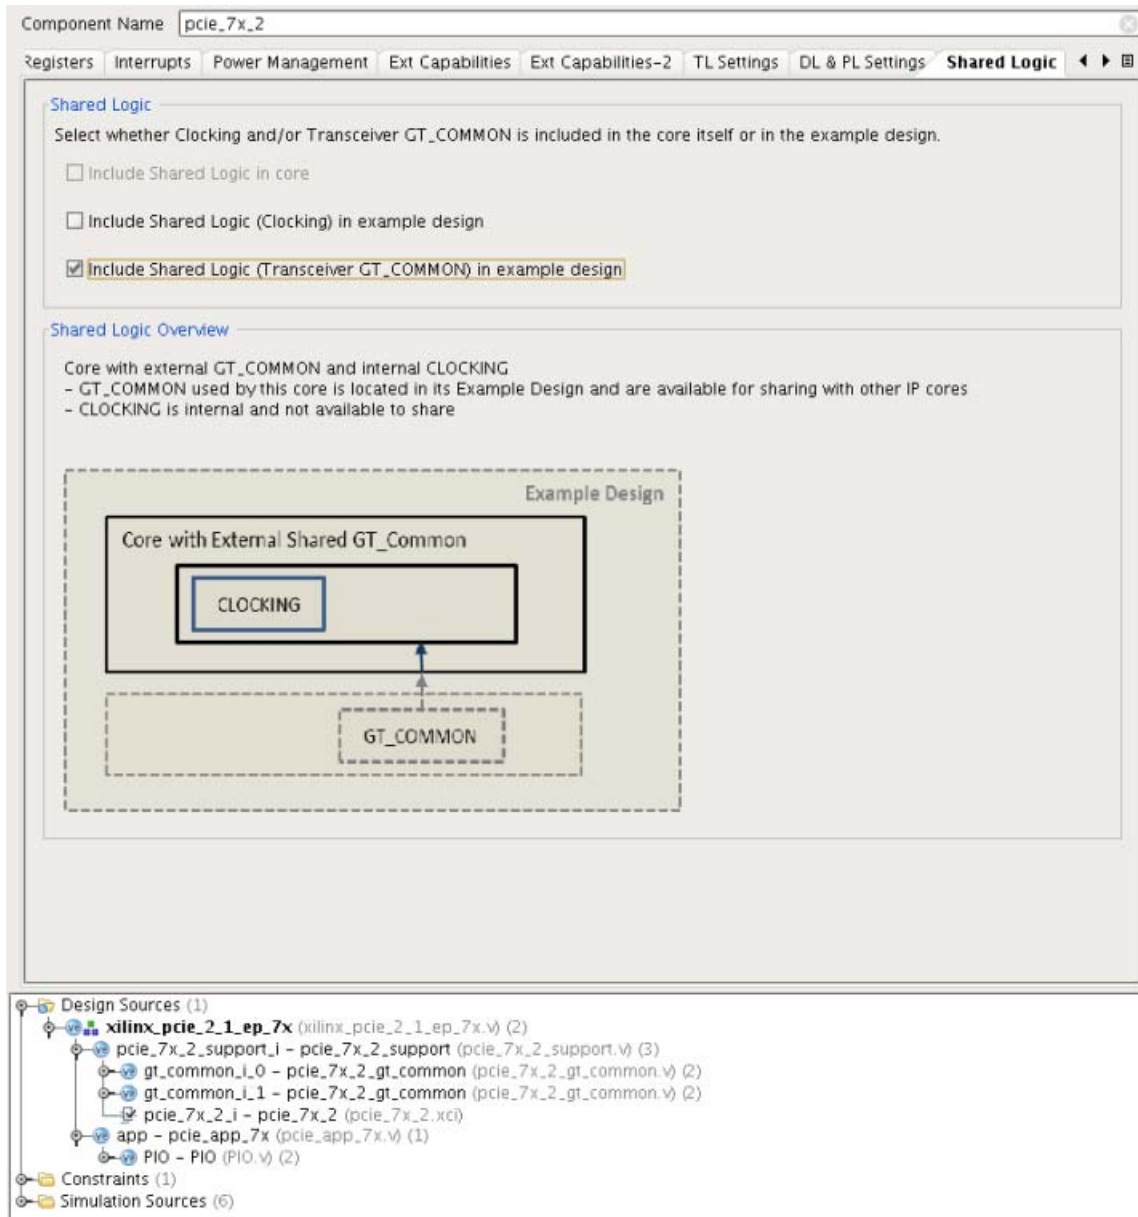 Component Name pcie_7x_2
Registers Interrupts Power Management Ext Capabilities Ext Capabilities-2 TL Settings DL & PL Settings Shared Logic
Shared Logic
Select whether Clocking and/or Transceiver GT_COMMON is included in the core itself or in the example design.
Include Shared Logic in core
Include Shared Logic (Clocking) in example design
Include Shared Logic (Transceiver GT_COMMON) in example design
Shared Logic Overview
Core with external GT_COMMON and internal CLOCKING
- GT_COMMON used by this core is located in its Example Design and are available for sharing with other IP cores
- CLOCKING is internal and not available to share
Example Design
Core with External Shared GT_Common
CLOCKING
GT_COMMON
Design Sources (1)
xilinx_pcie_2_1_ep_7x (xilinx_pcie_2_1_ep_7x.v) (2)
pcie_7x_2_support_i - pcie_7x_2_support (pcie_7x_2_support.v) (3)
gt_common_i_0 - pcie_7x_2_gt_common (pcie_7x_2_gt_common.v) (2)
gt_common_i_1 - pcie_7x_2_gt_common (pcie_7x_2_gt_common.v) (2)
pcie_7x_2_i - pcie_7x_2 (pcie_7x_2.xci)
app - pcie_app_7x (pcie_app_7x.v) (1)
PIO - PIO (PIO.v) (2)
Constraints (1)
Simulation Sources (6)